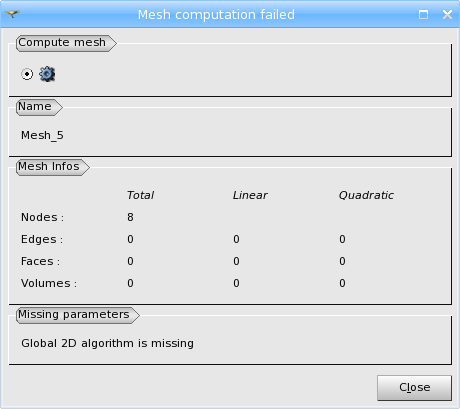 Mesh computation failed
Compute mesh
Name
Mesh_5
Mesh Infos
Total Linear Quadratic
Nodes : 8
Edges : 0 0 0
Faces : 0 0 0
Volumes : 0 0 0
Missing parameters
Global 2D algorithm is missing
Close